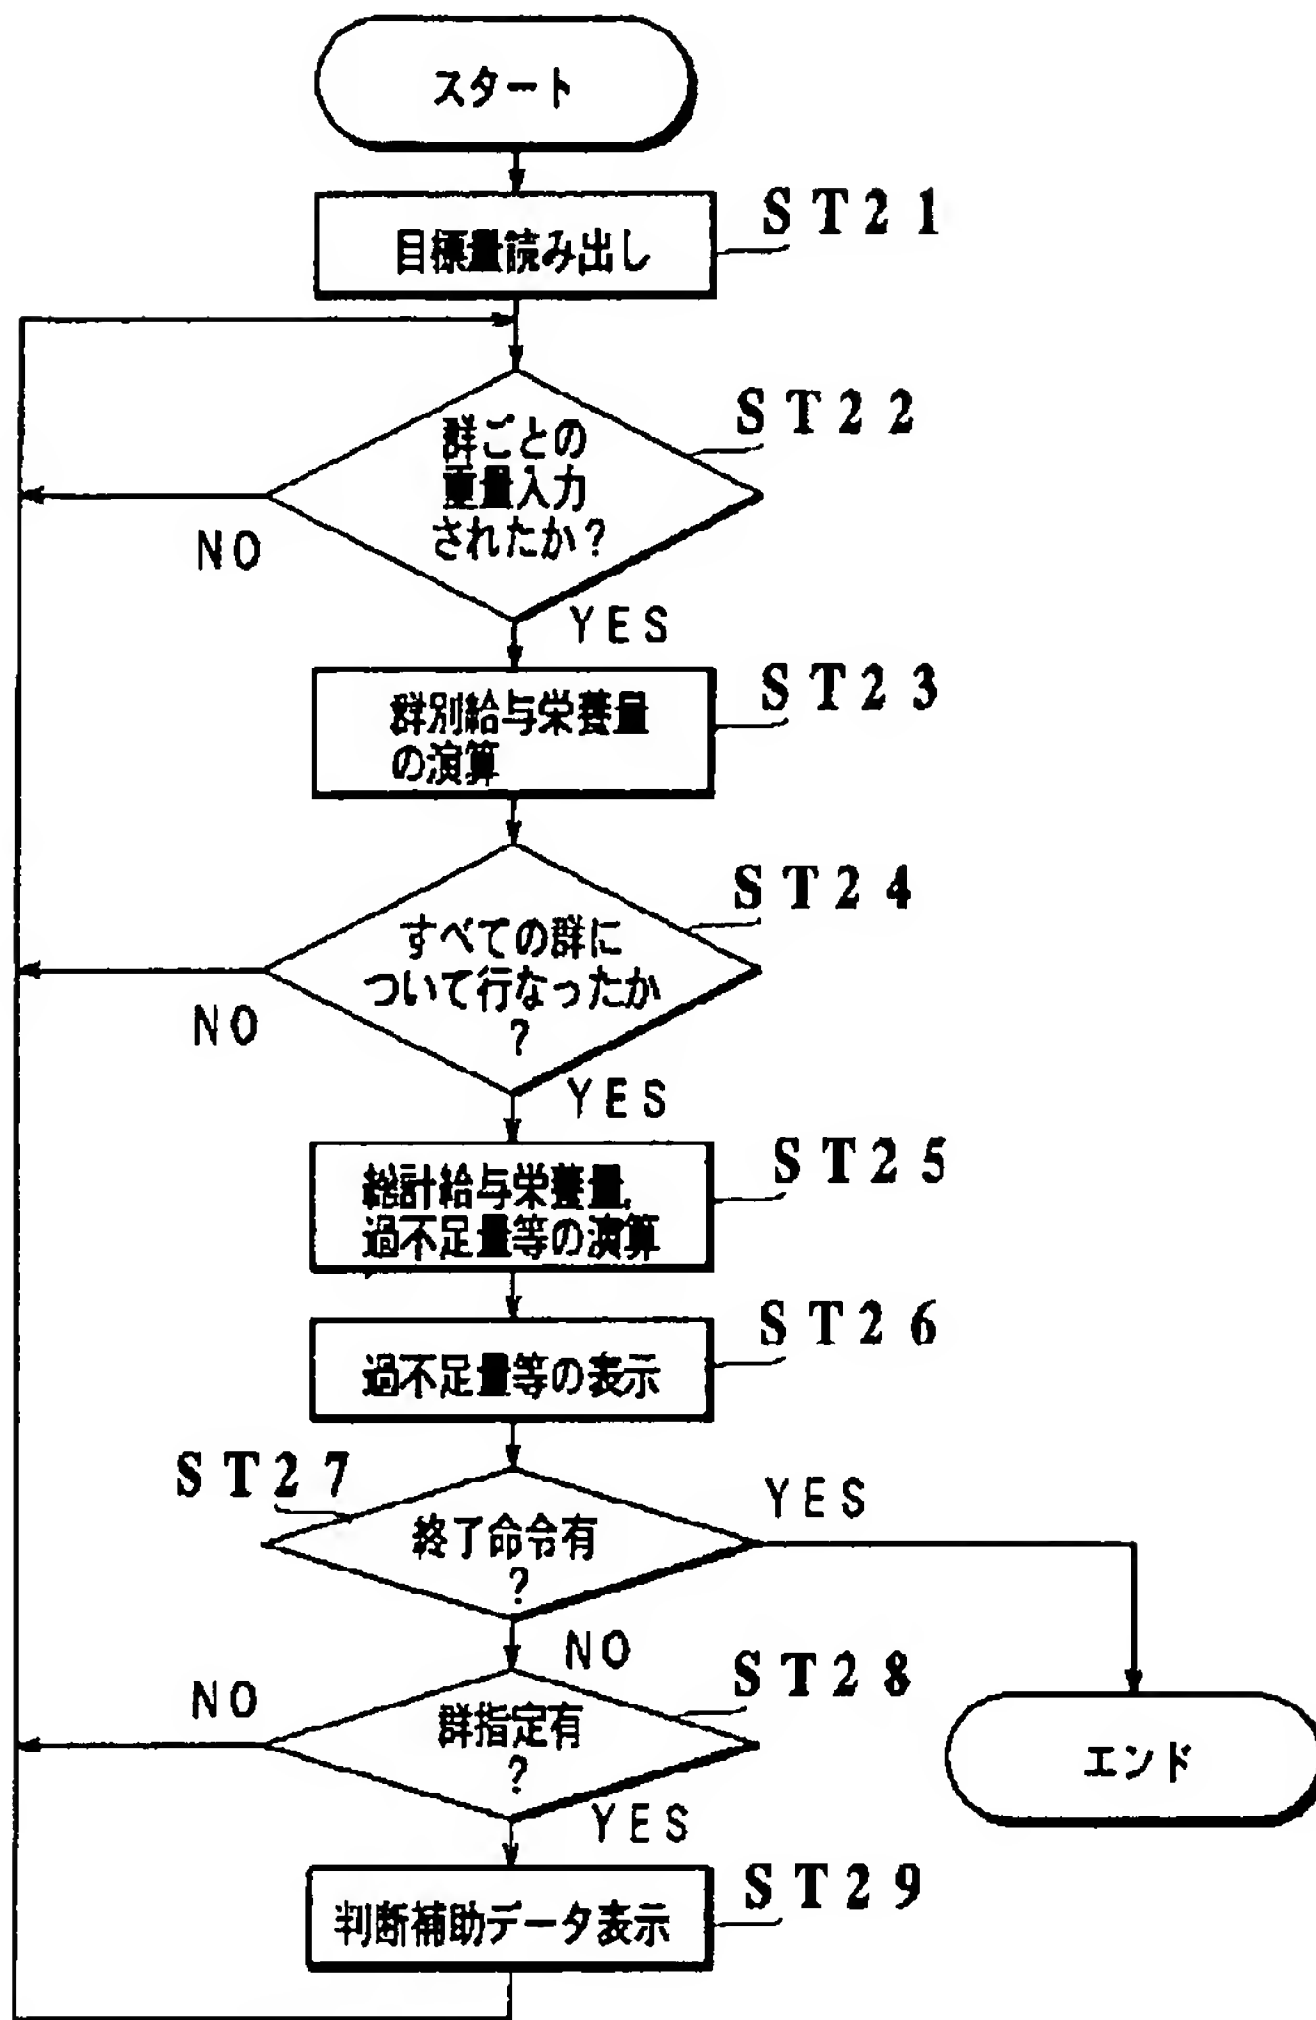 スタート
ST21
目標量読み出し
ST22
群ごとの
重量入力
されたか?
NO
YES
ST23
群別給与栄養量
の演算
ST24
すべての群に
ついて行なったか
?
NO
YES
ST25
総計給与栄養量,
過不足量等の演算
ST26
過不足量等の表示
ST27
YES
終了命令有
?
NO
ST28
NO
群指定有
?
エンド
YES
ST29
判断補助データ表示